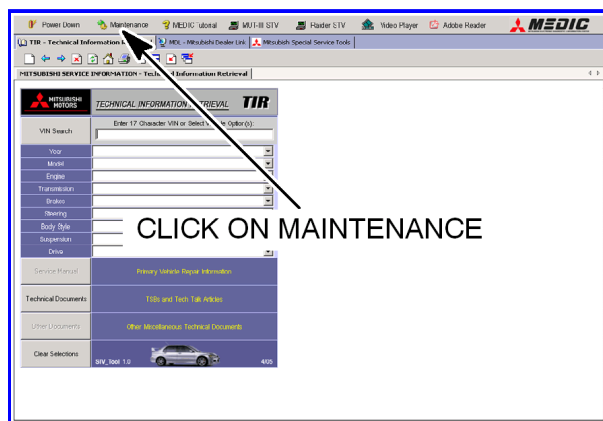 Power Down Maintenance MEDIC Tutorial MUT-III STV Raider STV Video Player Adobe Reader MEDIC
TIR - Technical Information MDL - Mitsubishi Dealer Link Mitsubishi Special Service Tools
MITSUBISHI SERVICE INFORMATION - Technical Information Retrieval
MITSUBISHI MOTORS TECHNICAL INFORMATION RETRIEVAL TIR
VIN Search Enter 17 Character VIN or Select Vehicle Option(s):
Year
Model
Engine
Transmission
Brakes
Steering
Body Style
Suspension
Drive
CLICK ON MAINTENANCE
Service Manual Primary Vehicle Repair Information
Technical Documents TSBs and Tech Talk Articles
Other Documents Other Miscellaneous Technical Documents
Clear Selections
SIV_Tool 1.0 4/05